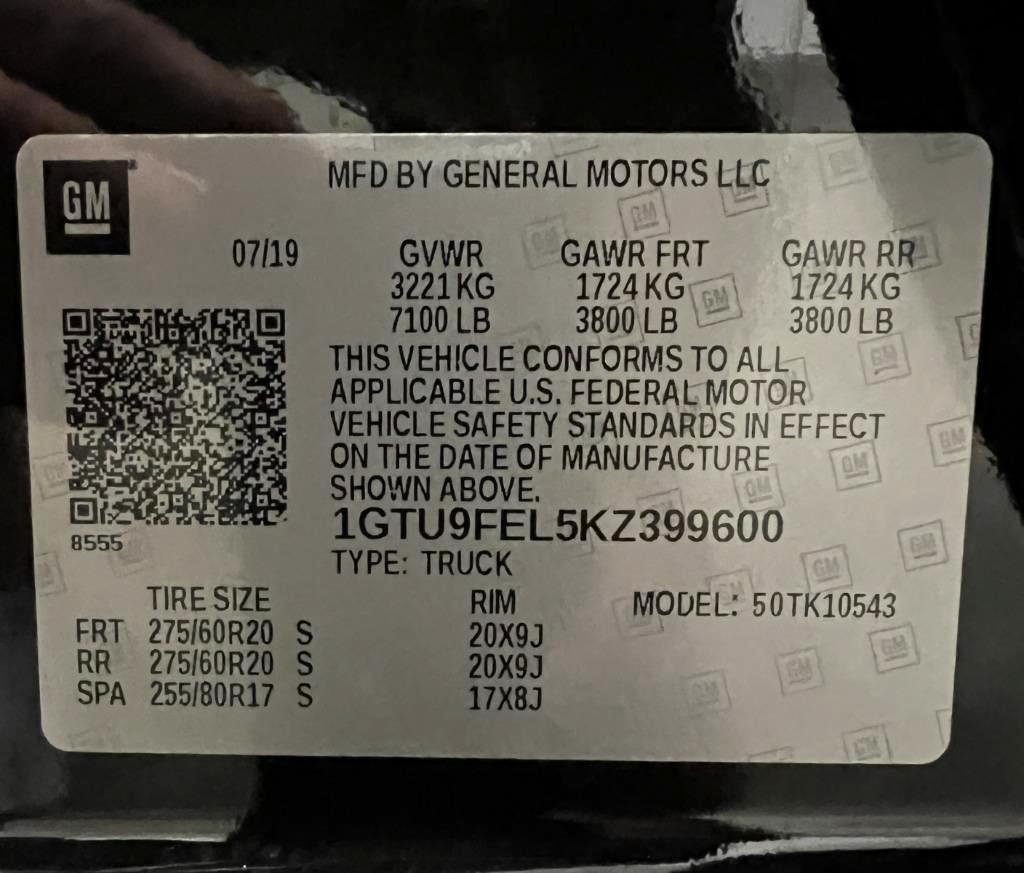 GM
MFD BY GENERAL MOTORS LLC
07/19 GVWR GAWR FRT GAWR RR
3221 KG 1724 KG 1724 KG
7100 LB 3800 LB 3800 LB
THIS VEHICLE CONFORMS TO ALL
APPLICABLE U.S. FEDERAL MOTOR
VEHICLE SAFETY STANDARDS IN EFFECT
ON THE DATE OF MANUFACTURE
SHOWN ABOVE.
8555
1GTU9FEL5KZ399600
TYPE: TRUCK
TIRE SIZE RIM MODEL: 50TK10543
FRT 275/60R20 S 20X9J
RR 275/60R20 S 20X9J
SPA 255/80R17 S 17X8J